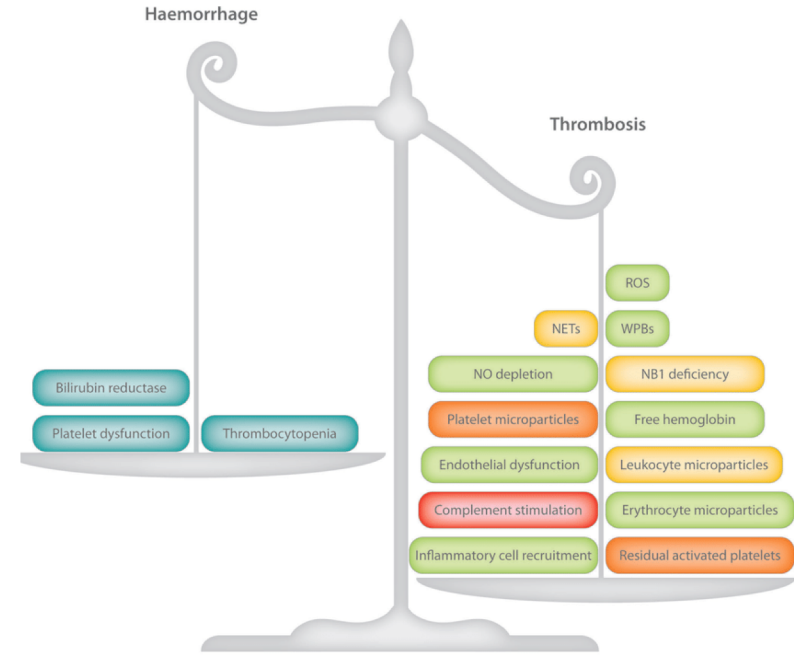 Haemorrhage
Thrombosis
ROS
NETs
WPBs
NO depletion
NB1 deficiency
Bilirubin reductase
Platelet microparticles
Free hemoglobin
Platelet dysfunction
Thrombocytopenia
Endothelial dysfunction
Leukocyte microparticles
Complement stimulation
Erythrocyte microparticles
Inflammatory cell recruitment
Residual activated platelets